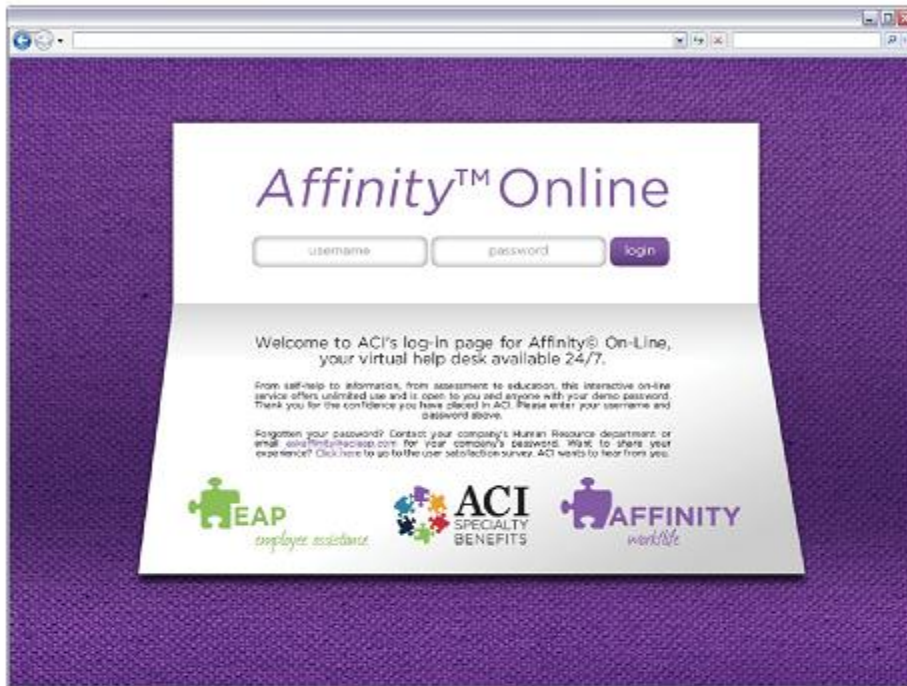 Affinity™ Online
username password login
Welcome to ACI's log-in page for Affinity© On-Line,
your virtual help desk available 24/7.
From self-help to information, from assessment to education, this interactive on-line
service offers unlimited use and is open to you and anyone with your demo password.
Thank you for the confidence you have placed in ACI. Please enter your username and
password above.
Forgotten your password? Contact your company's Human Resource department or
email askaffinity@acieap.com for your company's password. Want to share your
experience? Click here to go to the user satisfaction survey. ACI wants to hear from you.
EAP
employee assistance
ACI
SPECIALTY
BENEFITS
AFFINITY
worklife